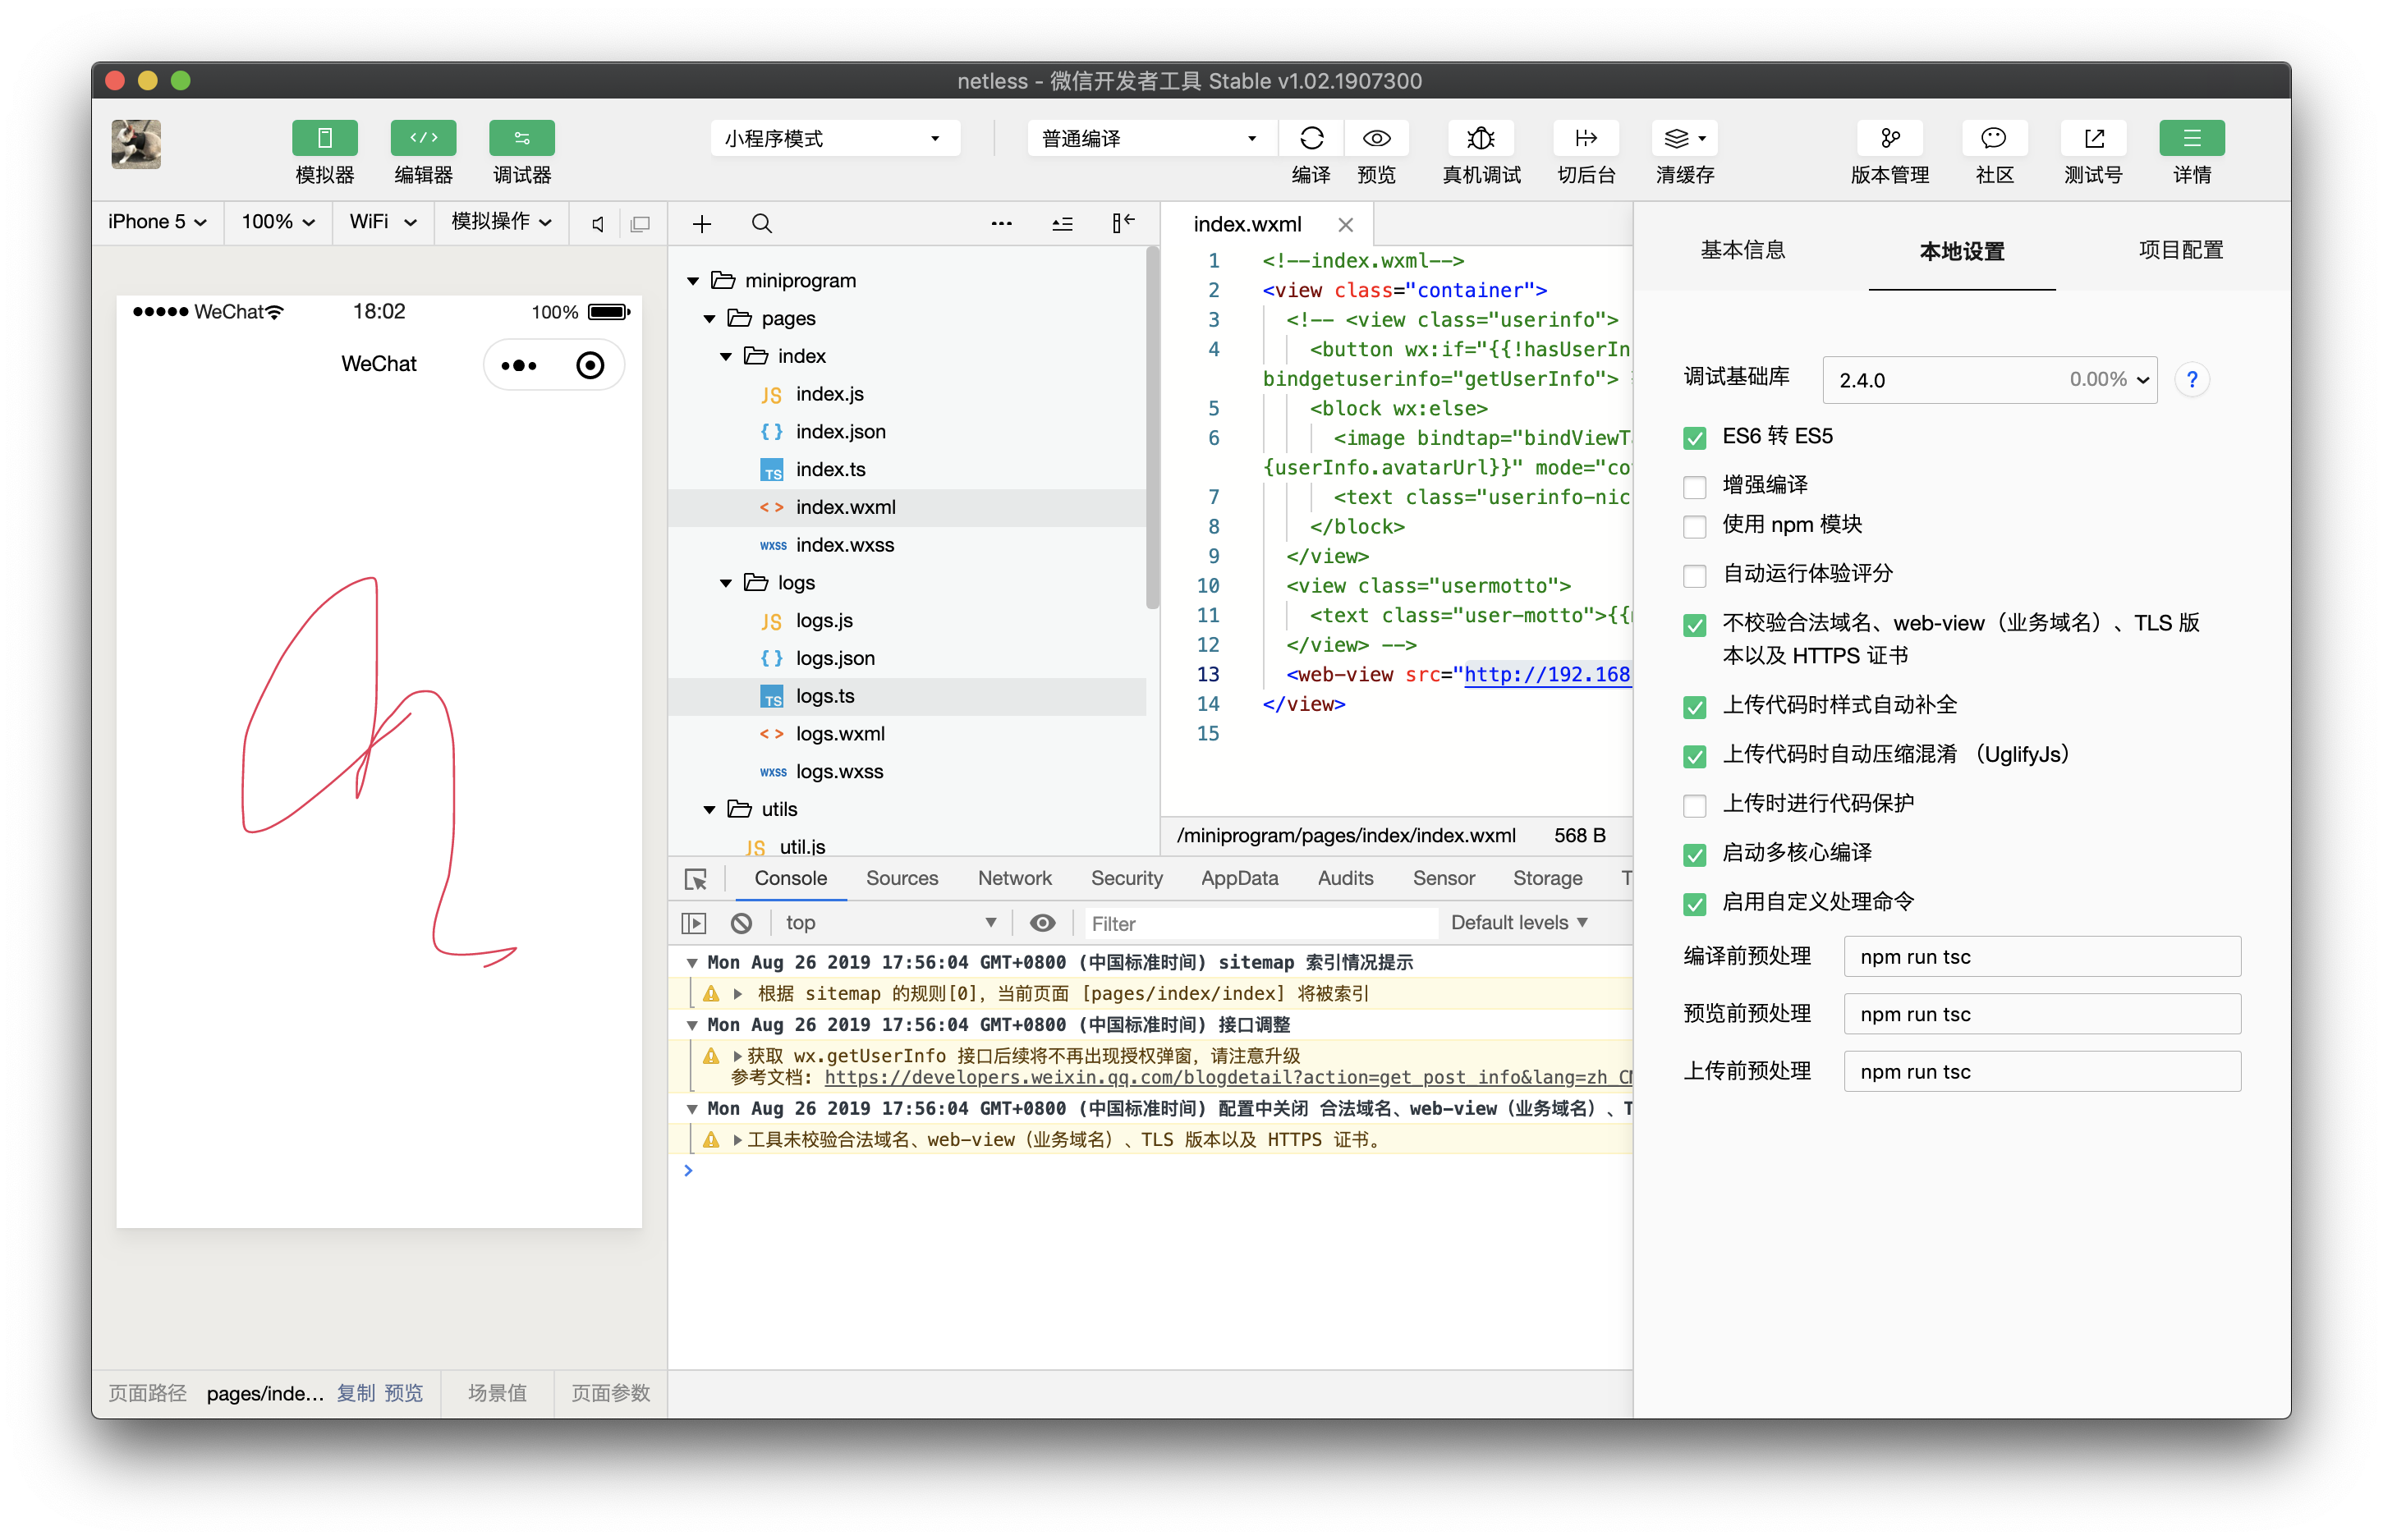 netless - 微信开发者工具 Stable v1.02.1907300
模拟器 编辑器 调试器
小程序模式
普通编译
编译 预览 真机调试 切后台 清缓存
版本管理 社区 测试号 详情
iPhone 5 100% WiFi 模拟操作
WeChat 18:02 100%
WeChat
miniprogram
pages
index
JS index.js
{ } index.json
TS index.ts
< > index.wxml
wxss index.wxss
logs
JS logs.js
{ } logs.json
TS logs.ts
< > logs.wxml
wxss logs.wxss
utils
JS util.js
index.wxml
1 <!--index.wxml-->
2 <view class="container">
3 <!-- <view class="userinfo">
4 <button wx:if="{{!hasUserIn
bindgetuserinfo="getUserInfo">
5 <block wx:else>
6 <image bindtap="bindViewT
{userInfo.avatarUrl}}" mode="co
7 <text class="userinfo-nic
8 </block>
9 </view>
10 <view class="usermotto">
11 <text class="user-motto">{{
12 </view> -->
13 <web-view src="http://192.168
14 </view>
15
/miniprogram/pages/index/index.wxml 568 B
Console Sources Network Security AppData Audits Sensor Storage T
top Filter Default levels
Mon Aug 26 2019 17:56:04 GMT+0800 (中国标准时间) sitemap 索引情况提示
根据 sitemap 的规则[0]，当前页面 [pages/index/index] 将被索引
Mon Aug 26 2019 17:56:04 GMT+0800 (中国标准时间) 接口调整
获取 wx.getUserInfo 接口后续将不再出现授权弹窗，请注意升级
参考文档: https://developers.weixin.qq.com/blogdetail?action=get_post_info&lang=zh_CN
Mon Aug 26 2019 17:56:04 GMT+0800 (中国标准时间) 配置中关闭 合法域名、web-view（业务域名）、T
工具未校验合法域名、web-view（业务域名）、TLS 版本以及 HTTPS 证书。
>
基本信息 本地设置 项目配置
调试基础库 2.4.0 0.00% ?
ES6 转 ES5
增强编译
使用 npm 模块
自动运行体验评分
不校验合法域名、web-view（业务域名）、TLS 版
本以及 HTTPS 证书
上传代码时样式自动补全
上传代码时自动压缩混淆 （UglifyJs）
上传时进行代码保护
启动多核心编译
启用自定义处理命令
编译前预处理 npm run tsc
预览前预处理 npm run tsc
上传前预处理 npm run tsc
页面路径 pages/inde... 复制 预览 场景值 页面参数